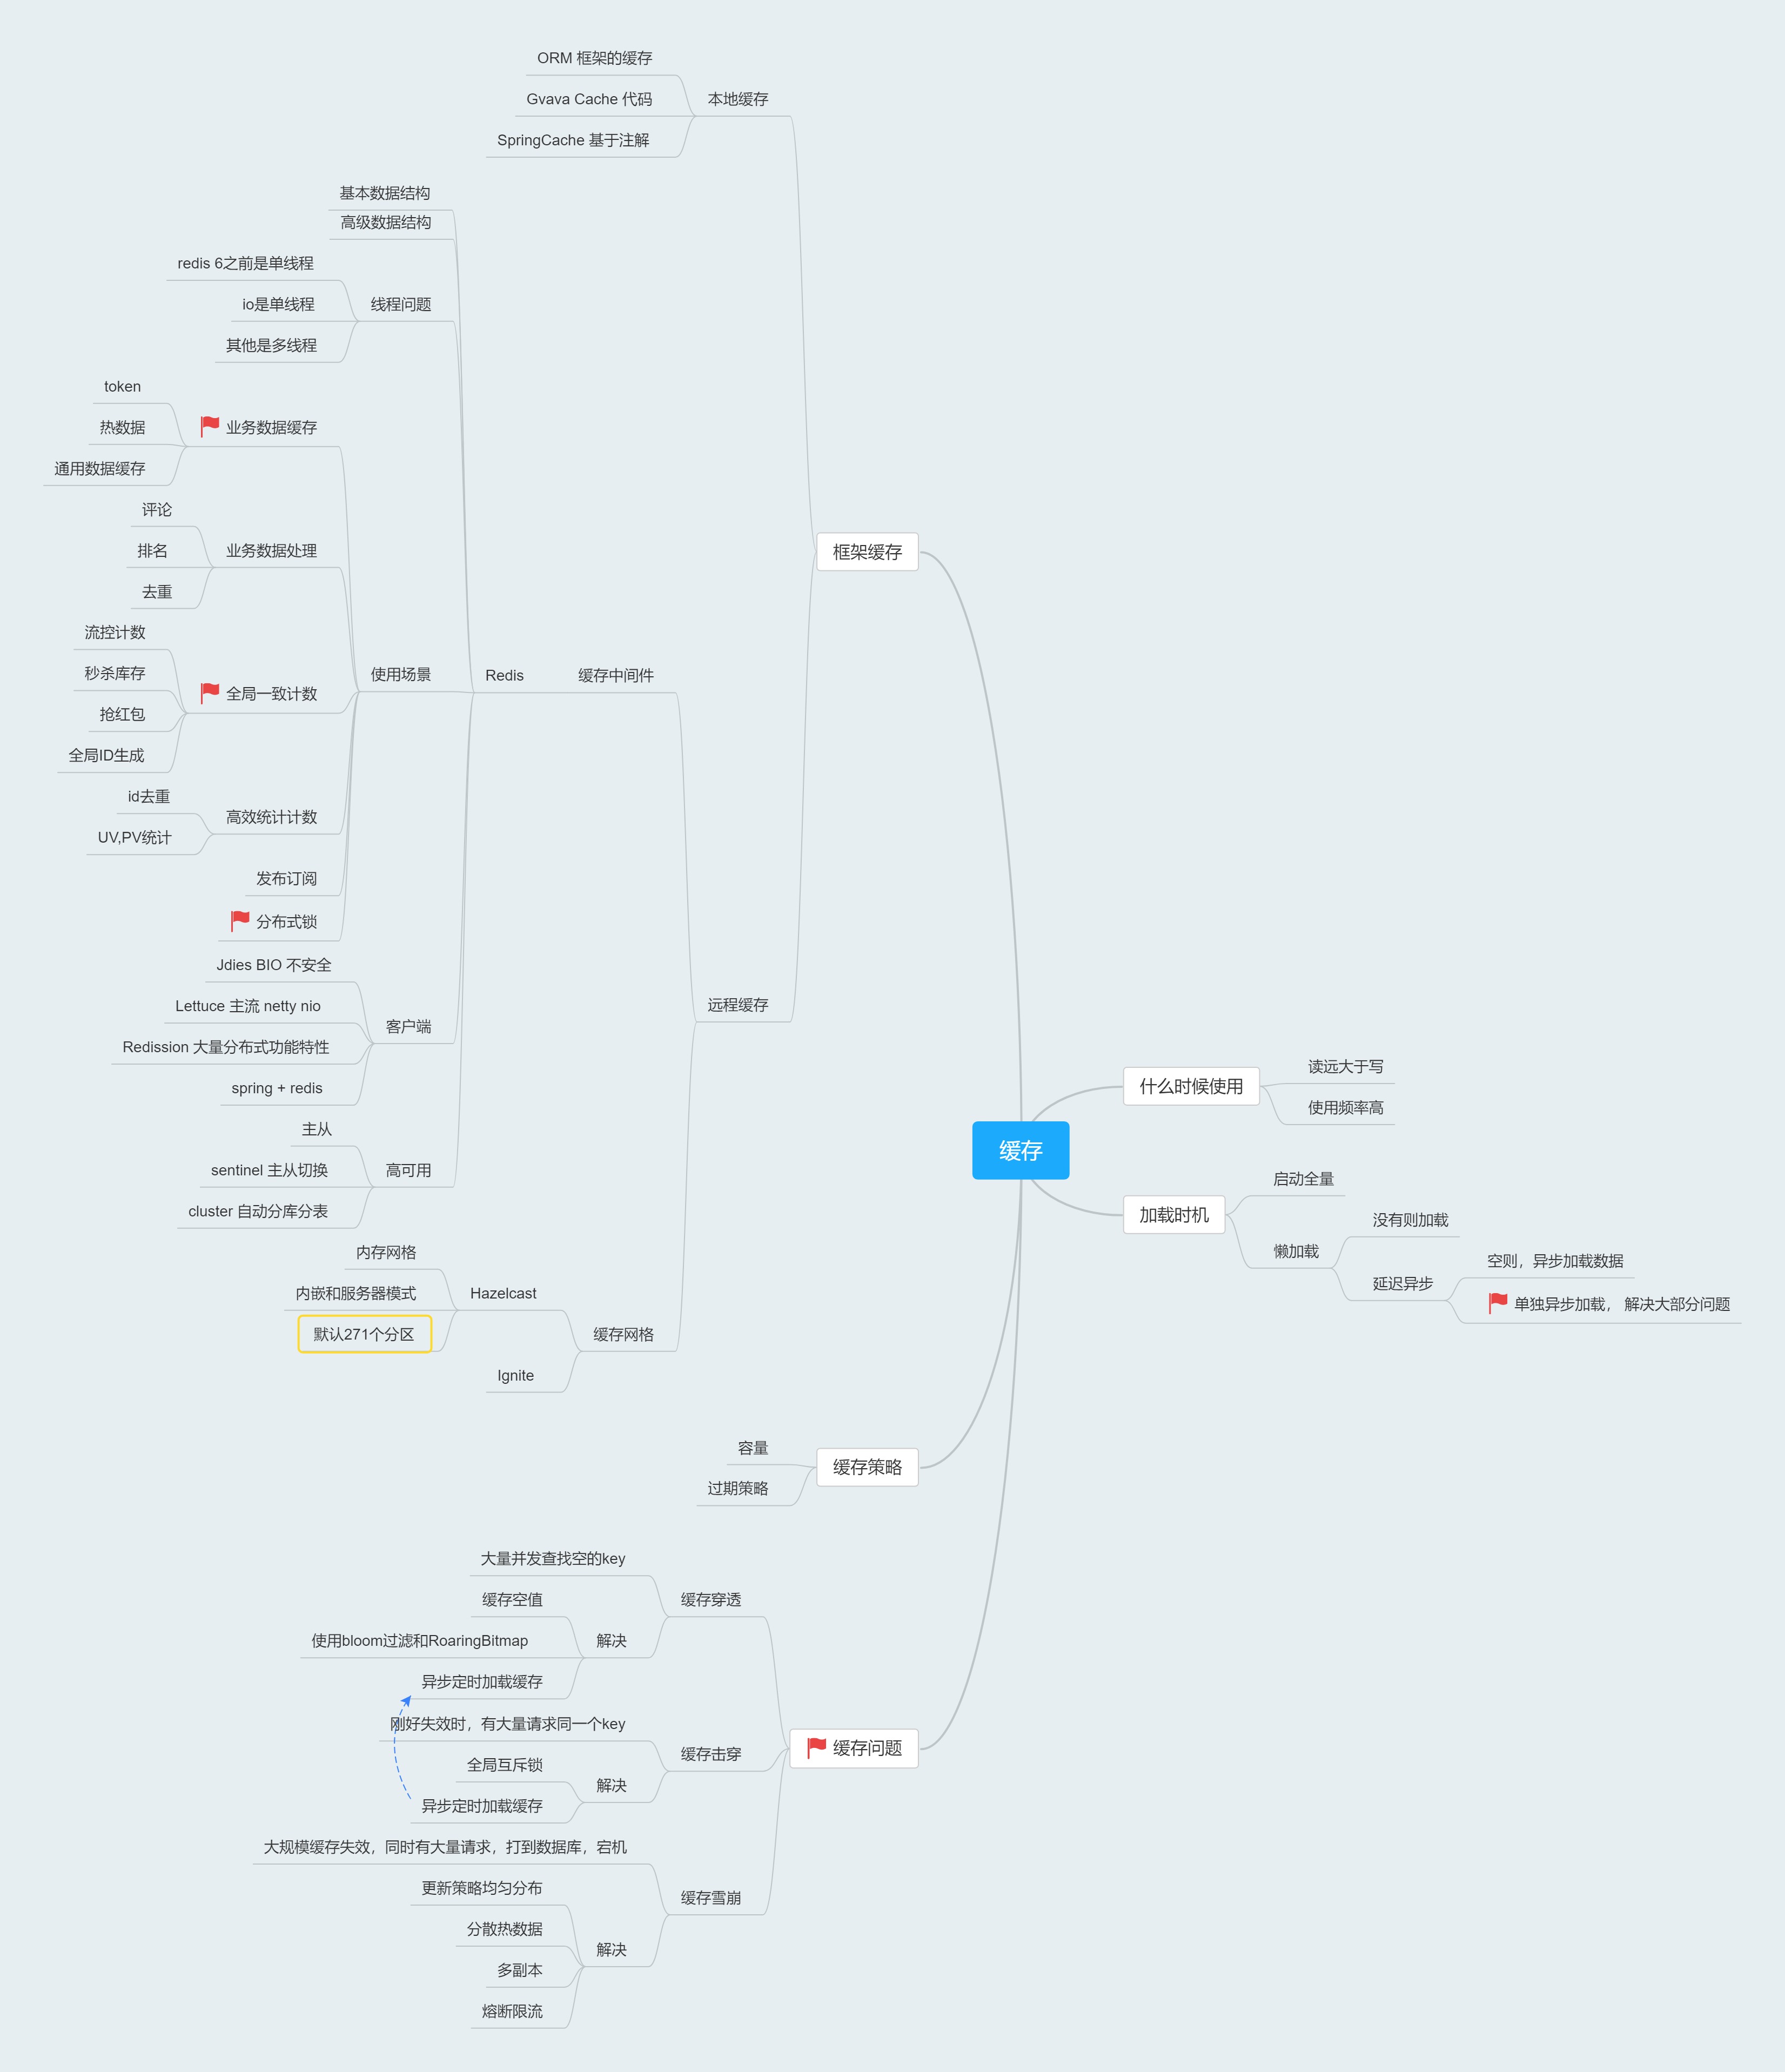 缓存
什么时候使用
读远大于写
使用频率高
加载时机
启动全量
懒加载
没有则加载
延迟异步
空则，异步加载数据
单独异步加载， 解决大部分问题
框架缓存
本地缓存
ORM 框架的缓存
Gvava Cache 代码
SpringCache 基于注解
远程缓存
缓存中间件
Redis
基本数据结构
高级数据结构
线程问题
redis 6之前是单线程
io是单线程
其他是多线程
使用场景
业务数据缓存
token
热数据
通用数据缓存
业务数据处理
评论
排名
去重
全局一致计数
流控计数
秒杀库存
抢红包
全局ID生成
高效统计计数
id去重
UV,PV统计
发布订阅
分布式锁
客户端
Jdies BIO 不安全
Lettuce 主流 netty nio
Redission 大量分布式功能特性
spring + redis
高可用
主从
sentinel 主从切换
cluster 自动分库分表
缓存网格
Hazelcast
内存网格
内嵌和服务器模式
默认271个分区
Ignite
缓存策略
容量
过期策略
缓存问题
缓存穿透
大量并发查找空的key
解决
缓存空值
使用bloom过滤和RoaringBitmap
异步定时加载缓存
缓存击穿
刚好失效时，有大量请求同一个key
解决
全局互斥锁
异步定时加载缓存
缓存雪崩
大规模缓存失效，同时有大量请求，打到数据库，宕机
解决
更新策略均匀分布
分散热数据
多副本
熔断限流